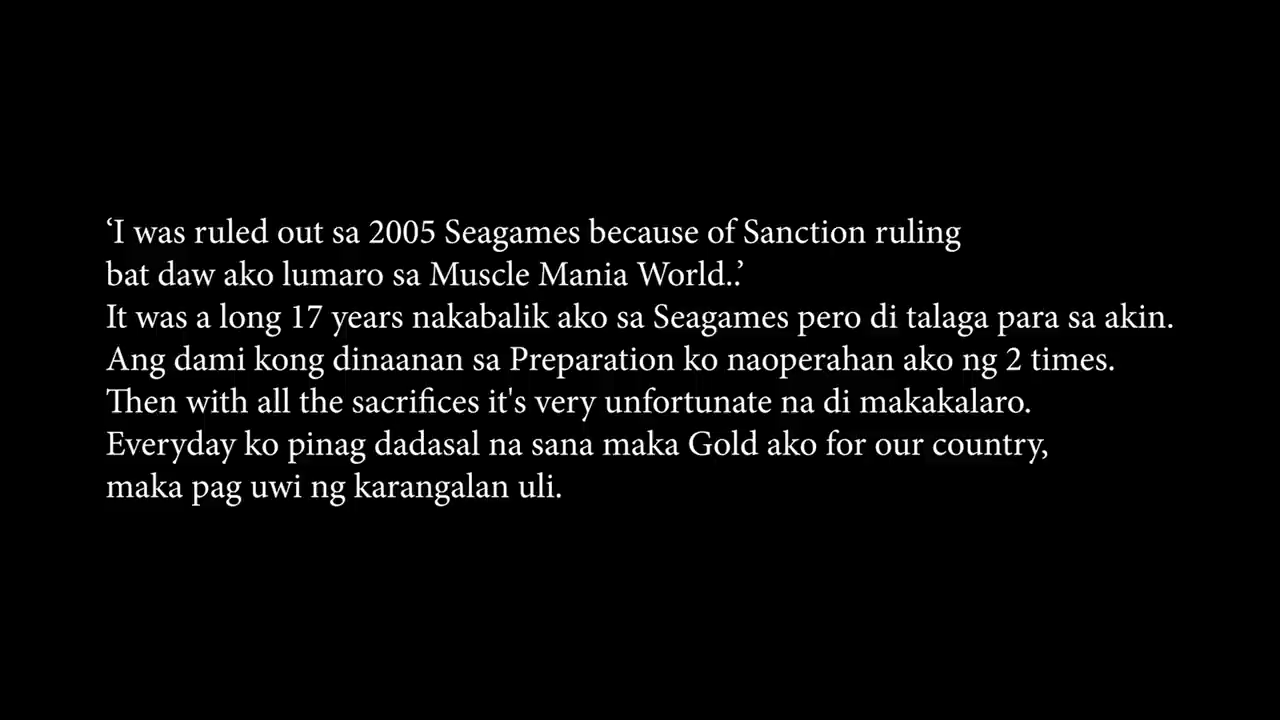 ‘I was ruled out sa 2005 Seagames because of Sanction ruling
bat daw ako lumaro sa Muscle Mania World..’
It was a long 17 years nakabalik ako sa Seagames pero di talaga para sa akin.
Ang dami kong dinaanan sa Preparation ko naoperahan ako ng 2 times.
Then with all the sacrifices it's very unfortunate na di makakalaro.
Everyday ko pinag dadasal na sana maka Gold ako for our country,
maka pag uwi ng karangalan uli.